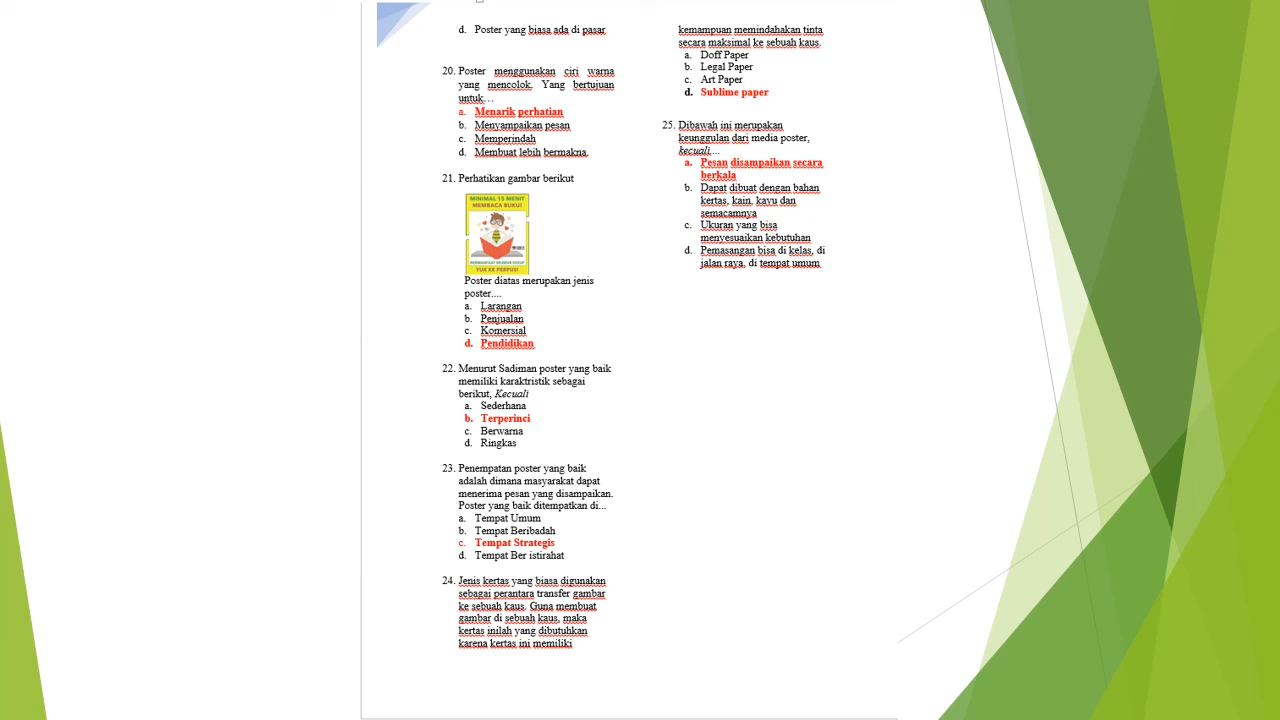 d. Poster yang biasa ada di pasar
20. Poster menggunakan ciri warna
yang mencolok. Yang bertujuan
untuk…
a. Menarik perhatian
b. Menyampaikan pesan
c. Memperindah
d. Membuat lebih bermakna.
21. Perhatikan gambar berikut
MINIMAL 15 MENIT
MEMBACA BUKU!
YUK KE PERPUS!
Poster diatas merupakan jenis
poster....
a. Larangan
b. Penjualan
c. Komersial
d. Pendidikan
22. Menurut Sadiman poster yang baik
memiliki karaktristik sebagai
berikut, Kecuali
a. Sederhana
b. Terperinci
c. Berwarna
d. Ringkas
23. Penempatan poster yang baik
adalah dimana masyarakat dapat
menerima pesan yang disampaikan.
Poster yang baik ditempatkan di...
a. Tempat Umum
b. Tempat Beribadah
c. Tempat Strategis
d. Tempat Ber istirahat
24. Jenis kertas yang biasa digunakan
sebagai perantara transfer gambar
ke sebuah kaus. Guna membuat
gambar di sebuah kaus, maka
kertas inilah yang dibutuhkan
karena kertas ini memiliki
kemampuan memindahakan tinta
secara maksimal ke sebuah kaus.
a. Doff Paper
b. Legal Paper
c. Art Paper
d. Sublime paper
25. Dibawah ini merupakan
keunggulan dari media poster,
kecuali....
a. Pesan disampaikan secara
berkala
b. Dapat dibuat dengan bahan
kertas, kain, kayu dan
semacamnya
c. Ukuran yang bisa
menyesuaikan kebutuhan
d. Pemasangan bisa di kelas, di
jalan raya, di tempat umum